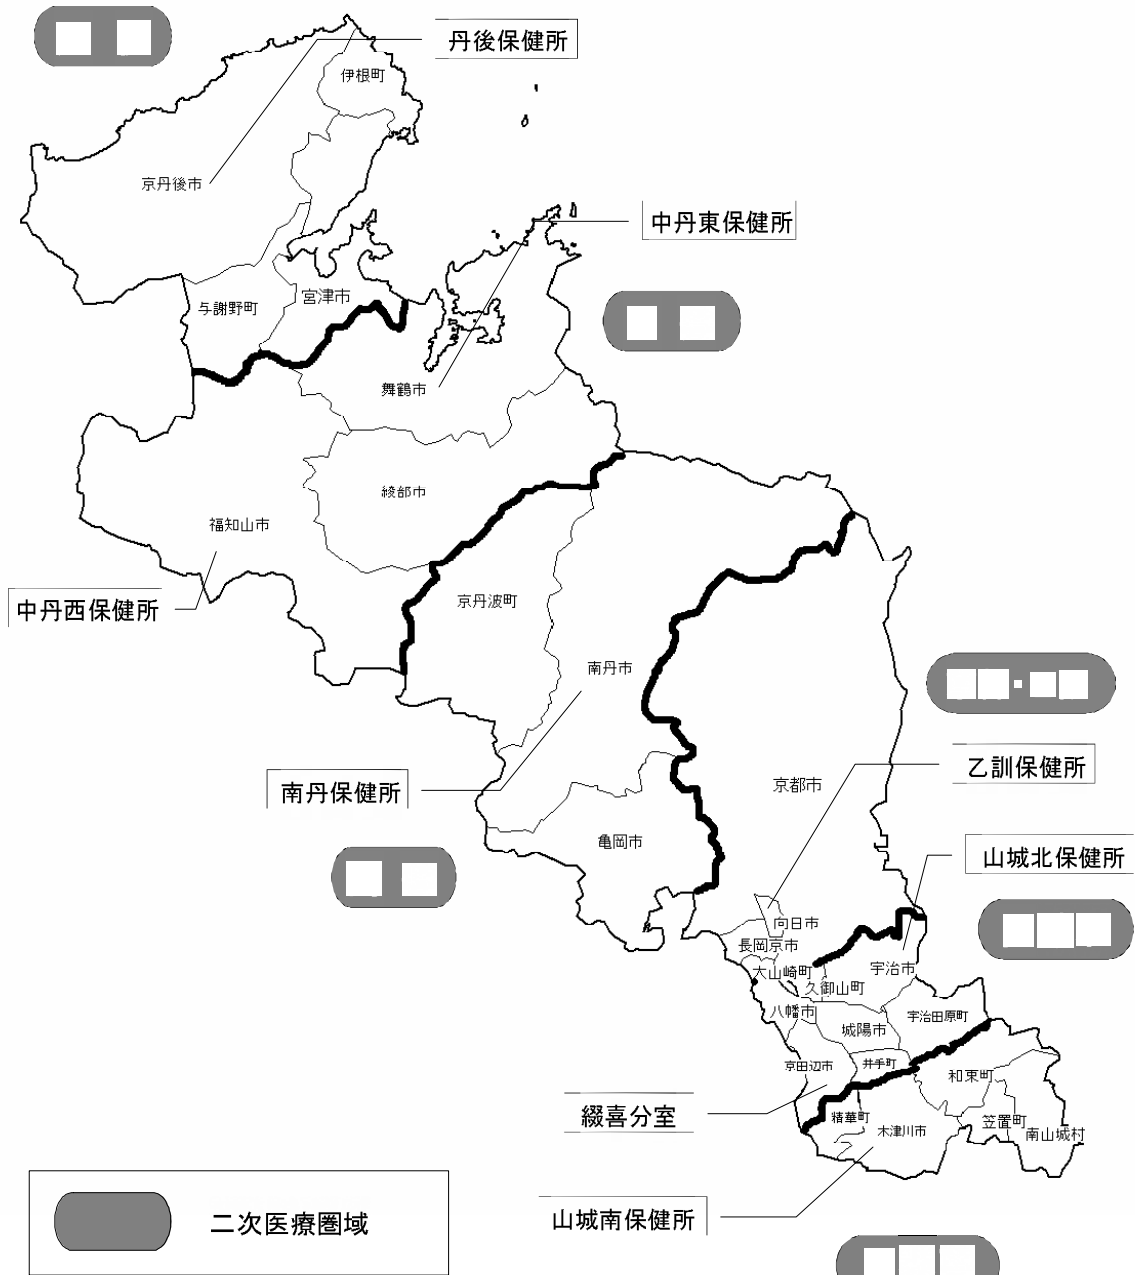 丹後保健所
伊根町
京丹後市
中丹東保健所
与謝野町
宮津市
舞鶴市
綾部市
福知山市
中丹西保健所
京丹波町
南丹市
南丹保健所
京都市
乙訓保健所
亀岡市
山城北保健所
向日市
長岡京市
大山崎町
宇治市
久御山町
八幡市
宇治田原町
城陽市
京田辺市
井手町
和束町
綴喜分室
精華町
木津川市
笠置町
南山城村
山城南保健所
二次医療圏域